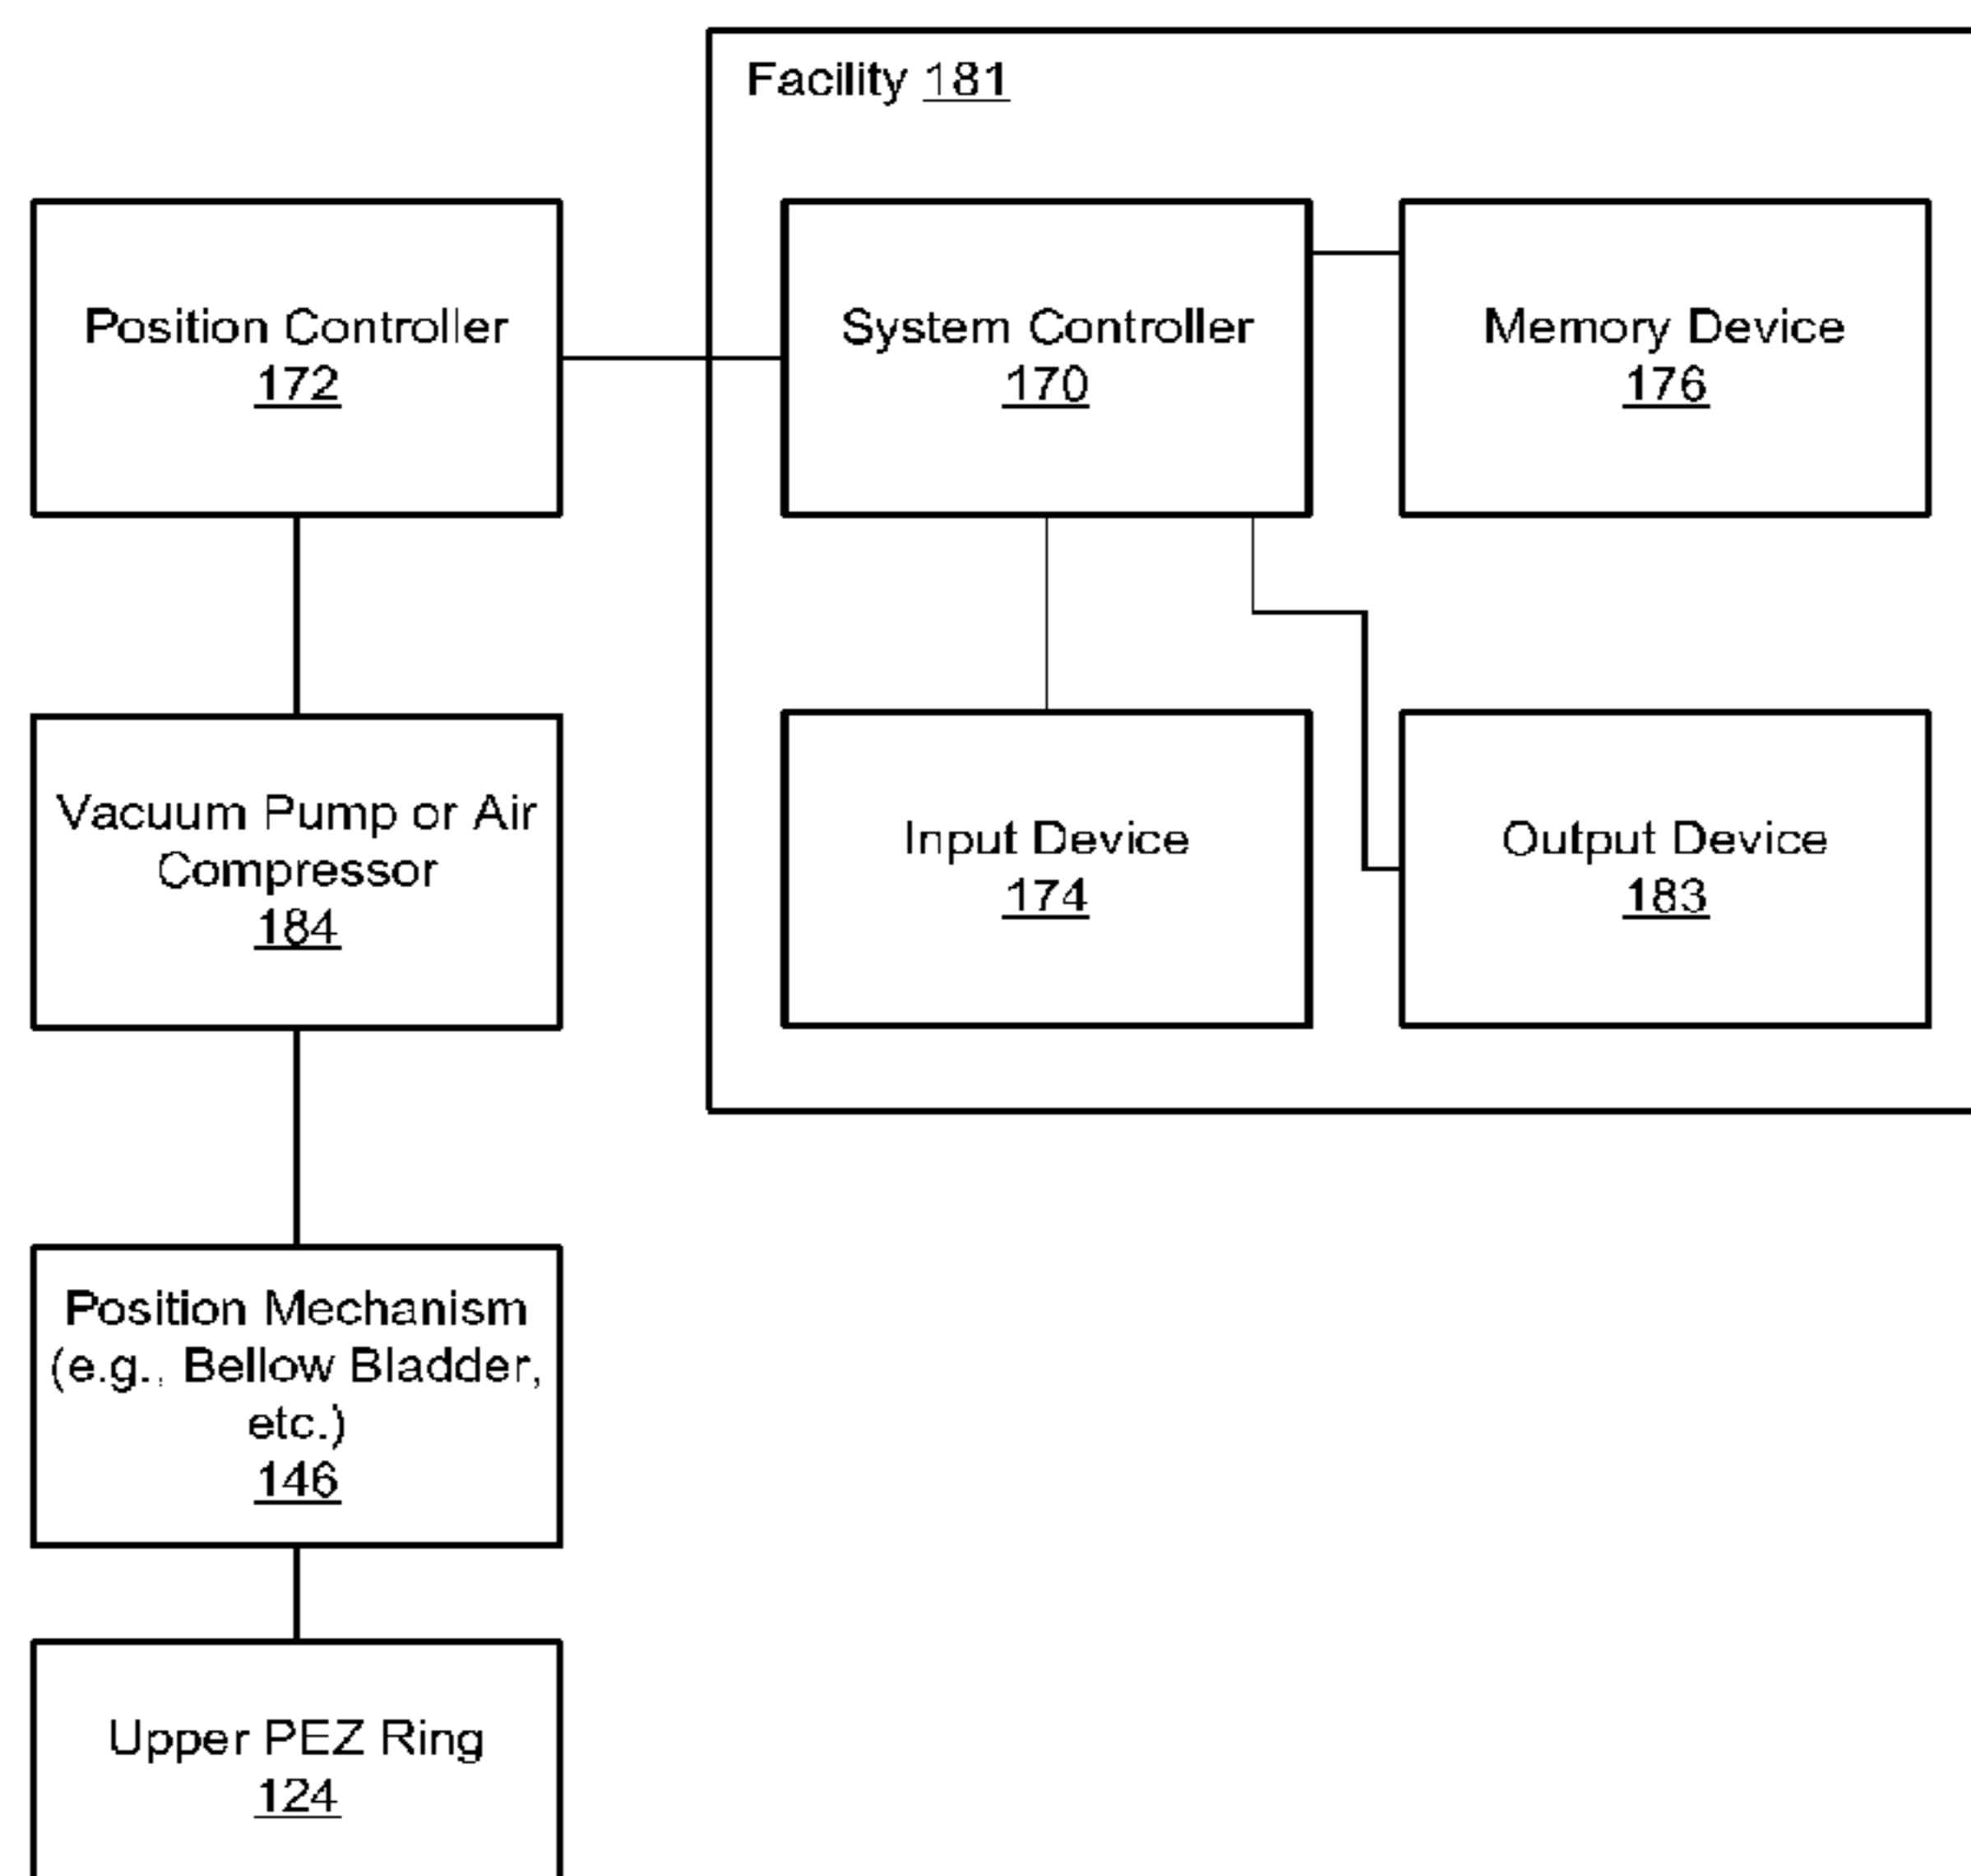 Facility 181
Position Controller
172
System Controller
170
Memory Device
176
Vacuum Pump or Air
Compressor
184
Input Device
174
Output Device
183
Position Mechanism
(e.g., Bellow Bladder,
etc.)
146
Upper PEZ Ring
124